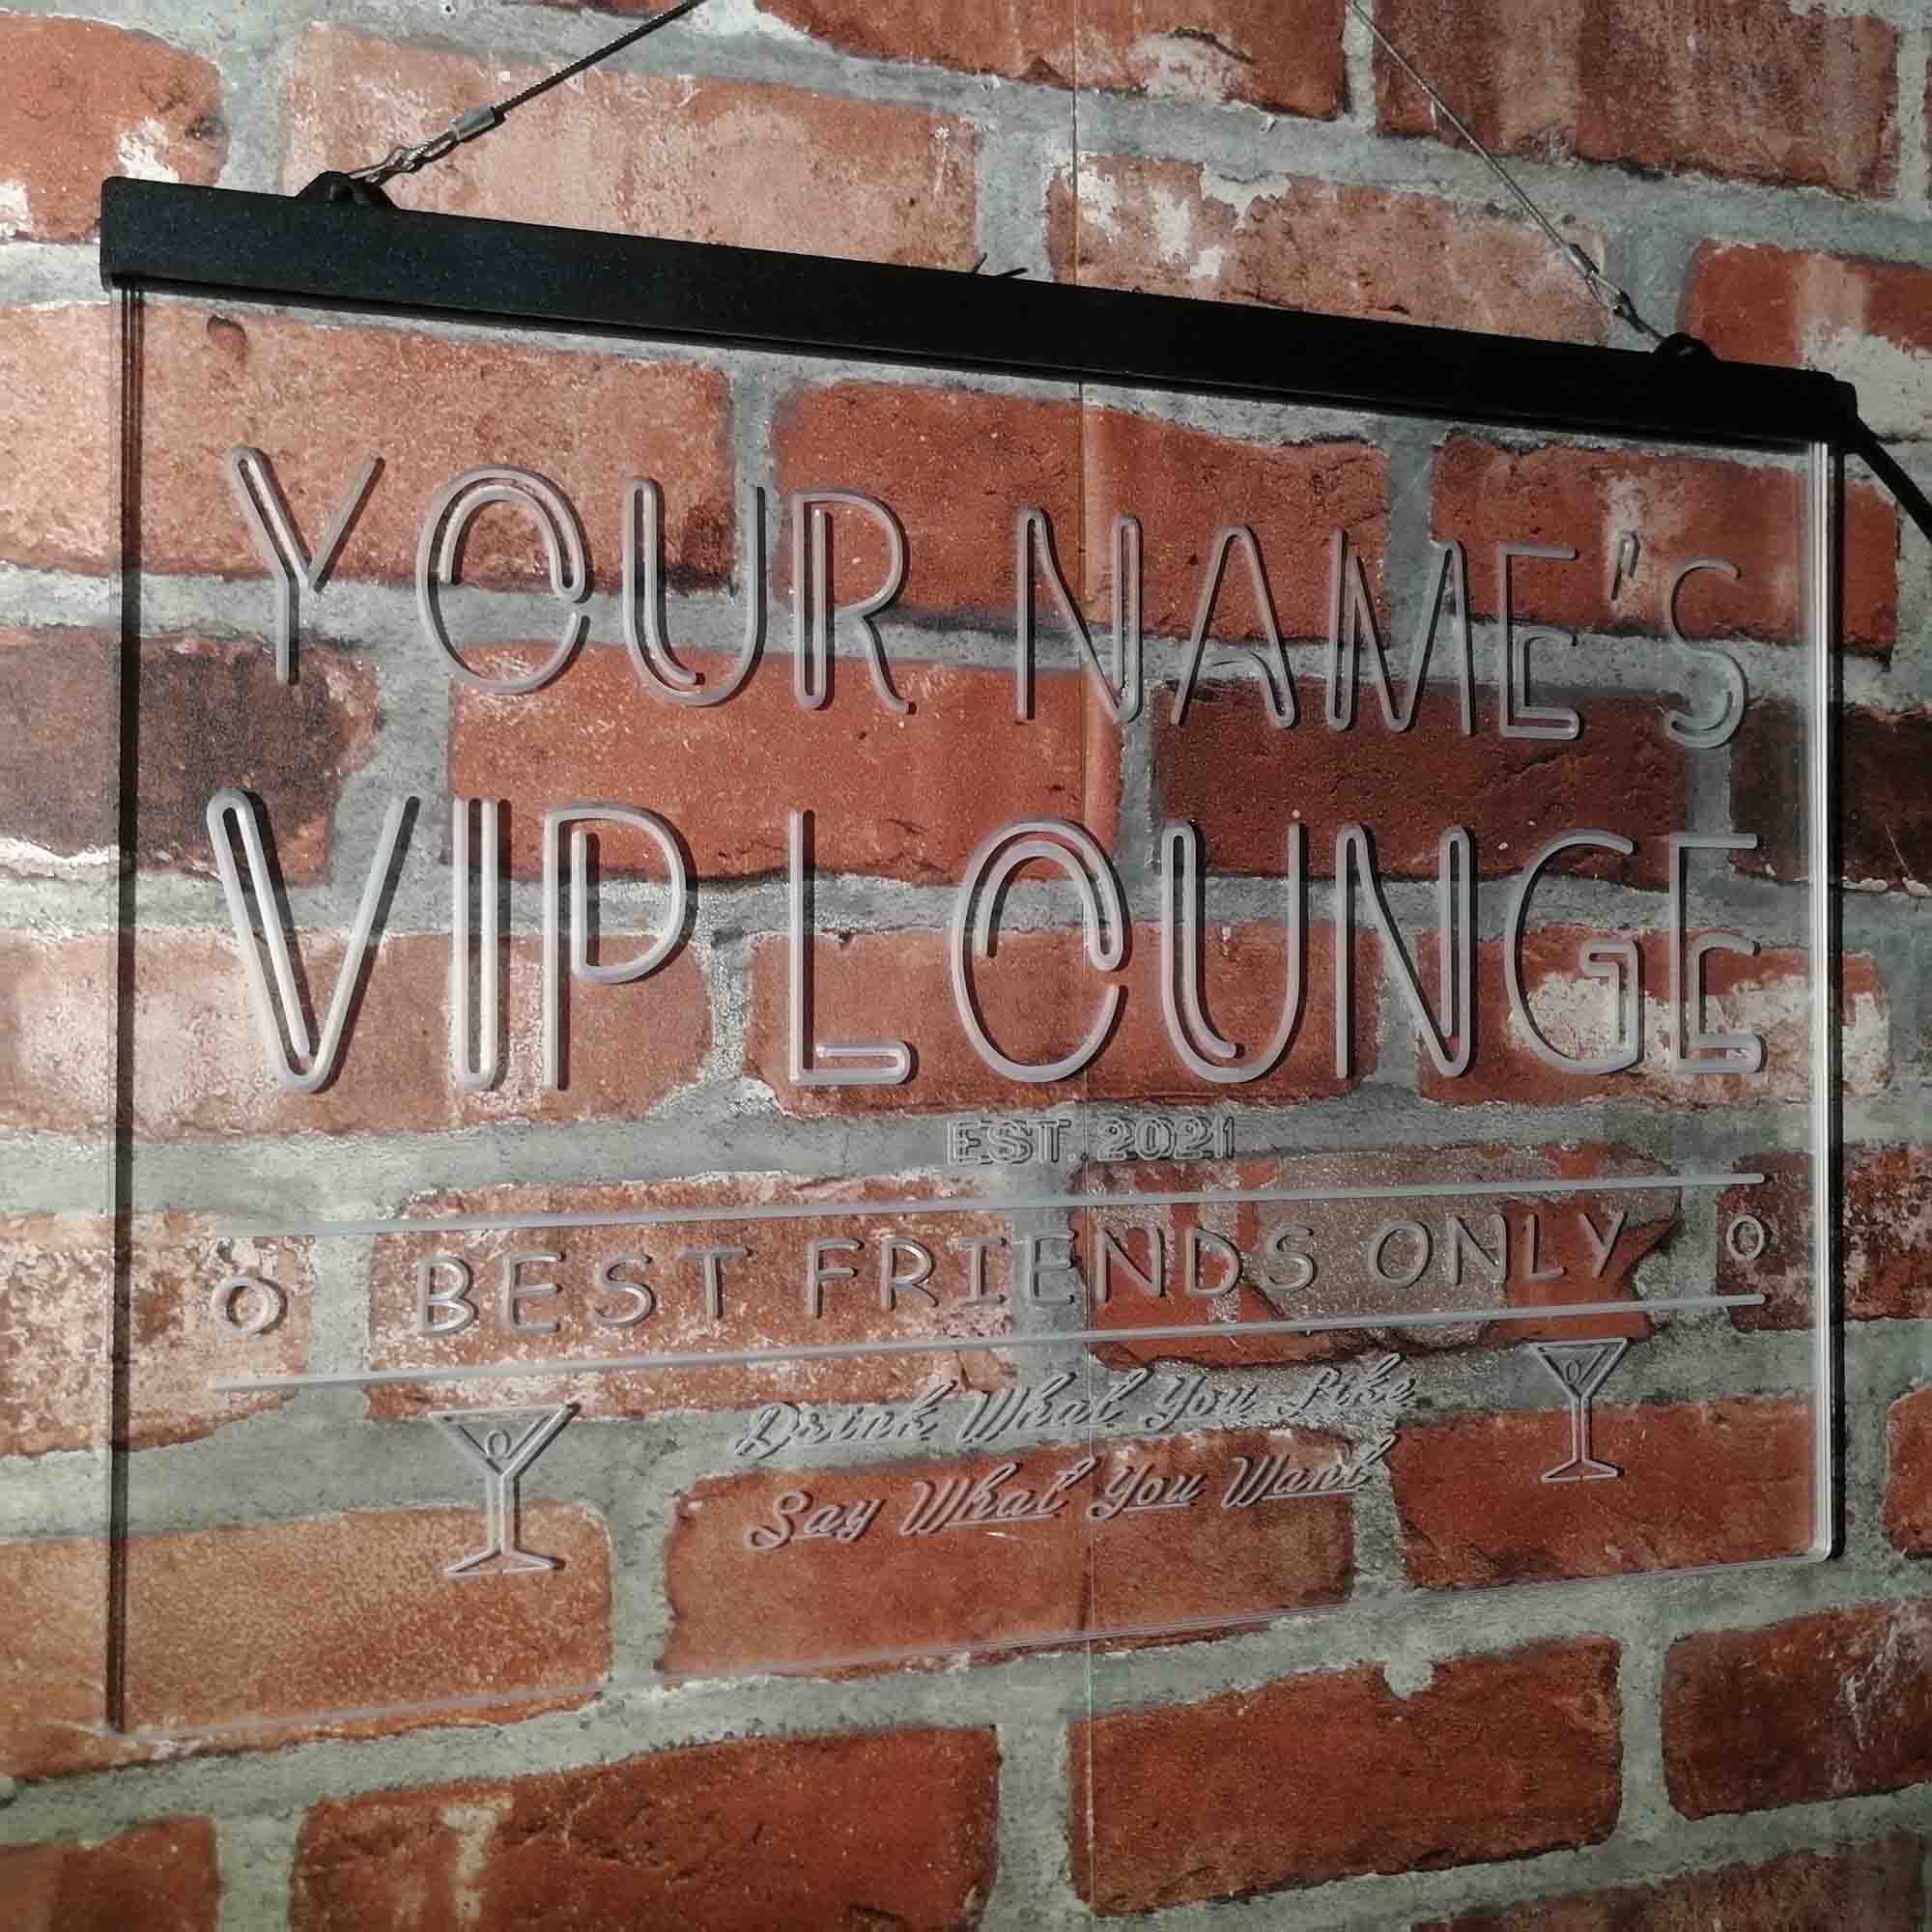 YOUR NAME'S
VIP LOUNGE
EST. 2021
BEST FRIENDS ONLY
Drink What You Like
Say What You Want